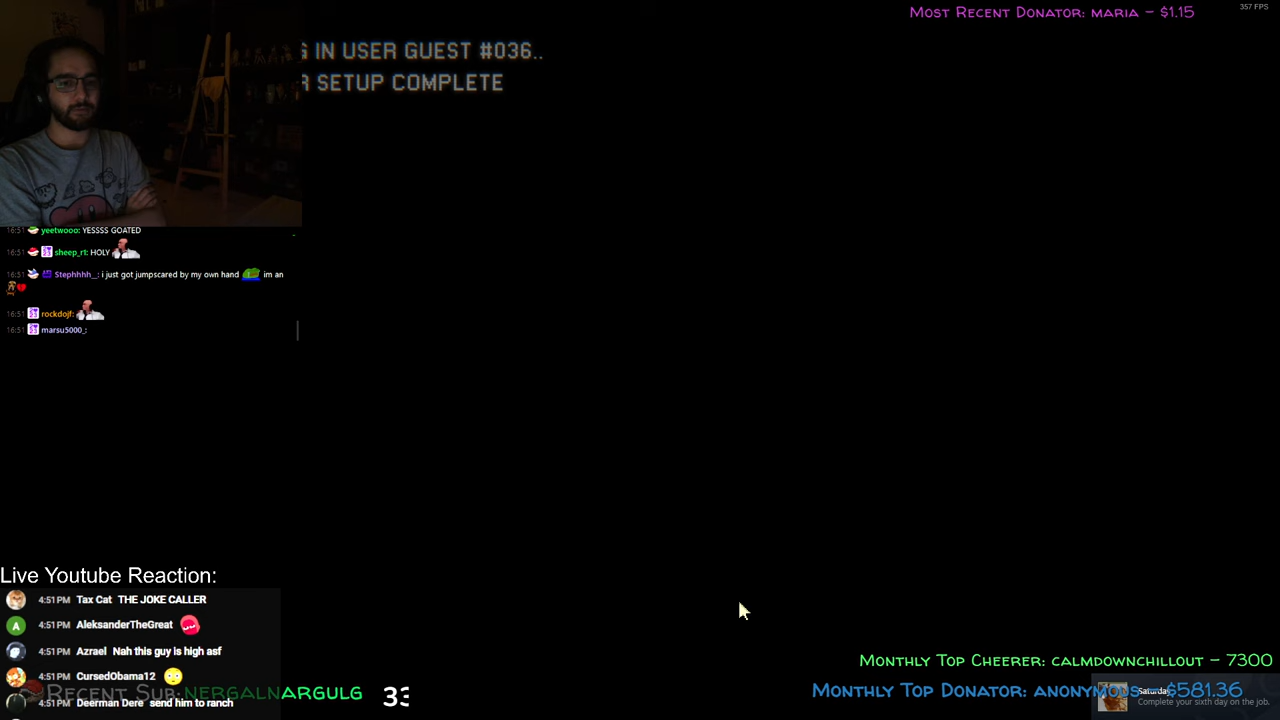 Most Recent Donator: maria - $1.15
357 FPS
IN USER GUEST #036..
SETUP COMPLETE
16:51 yeetwooo: YESSSS GOATED
16:51 sheep_r1: HOLY
16:51 Stephhhh_: i just got jumpscared by my own hand im an
16:51 rockdojf:
16:51 marsu5000_:
Live Youtube Reaction:
4:51 PM Tax Cat THE JOKE CALLER
4:51 PM AleksanderTheGreat
4:51 PM Azrael Nah this guy is high asf
4:51 PM CursedObama12
Recent Sub: nergalnargulg
33
4:51 PM Deerman Dere send him to ranch
Monthly Top Cheerer: calmdownchillout - 7300
Monthly Top Donator: anonymous - $581.36
Saturday
Complete your sixth day on the job.